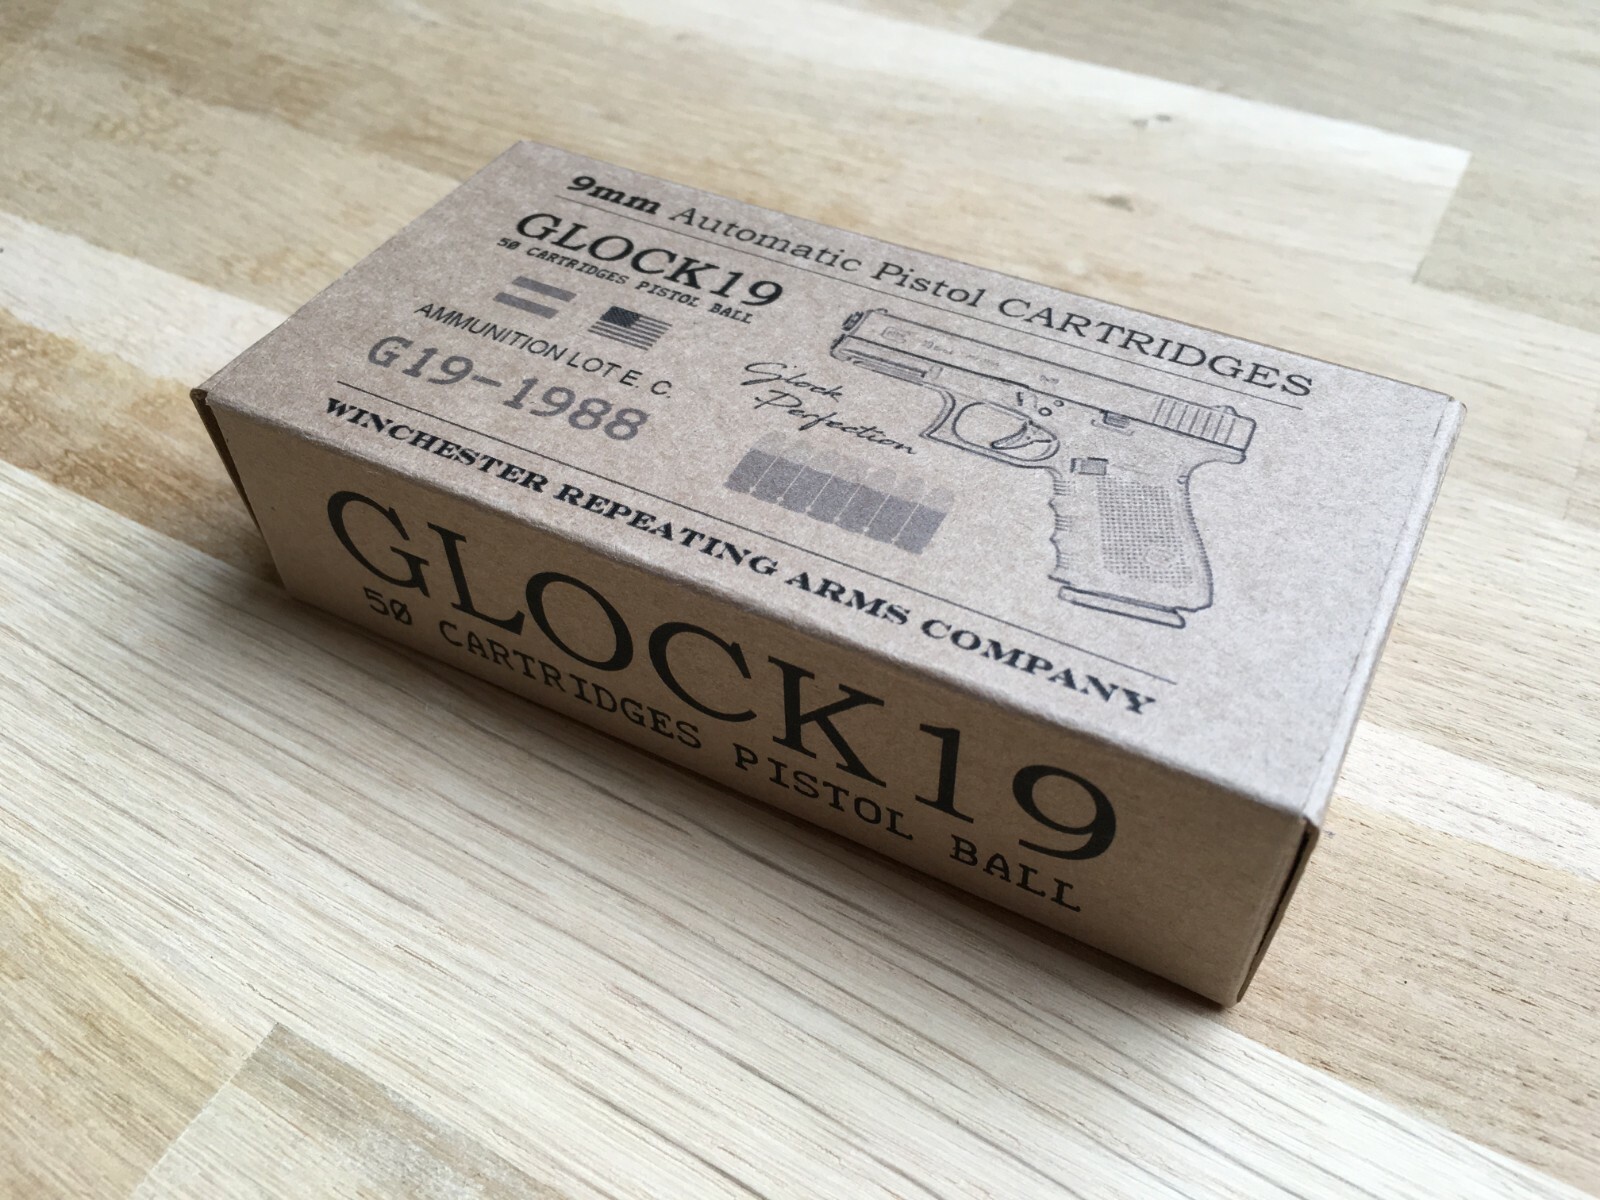 9mm Automatic Pistol CARTRIDGES
GLOCK19
50 CARTRIDGES PISTOL BALL
AMMUNITION LOT E. C.
G19-1988
Glock
Perfection
WINCHESTER REPEATING ARMS COMPANY
GLOCK19
50 CARTRIDGES PISTOL BALL